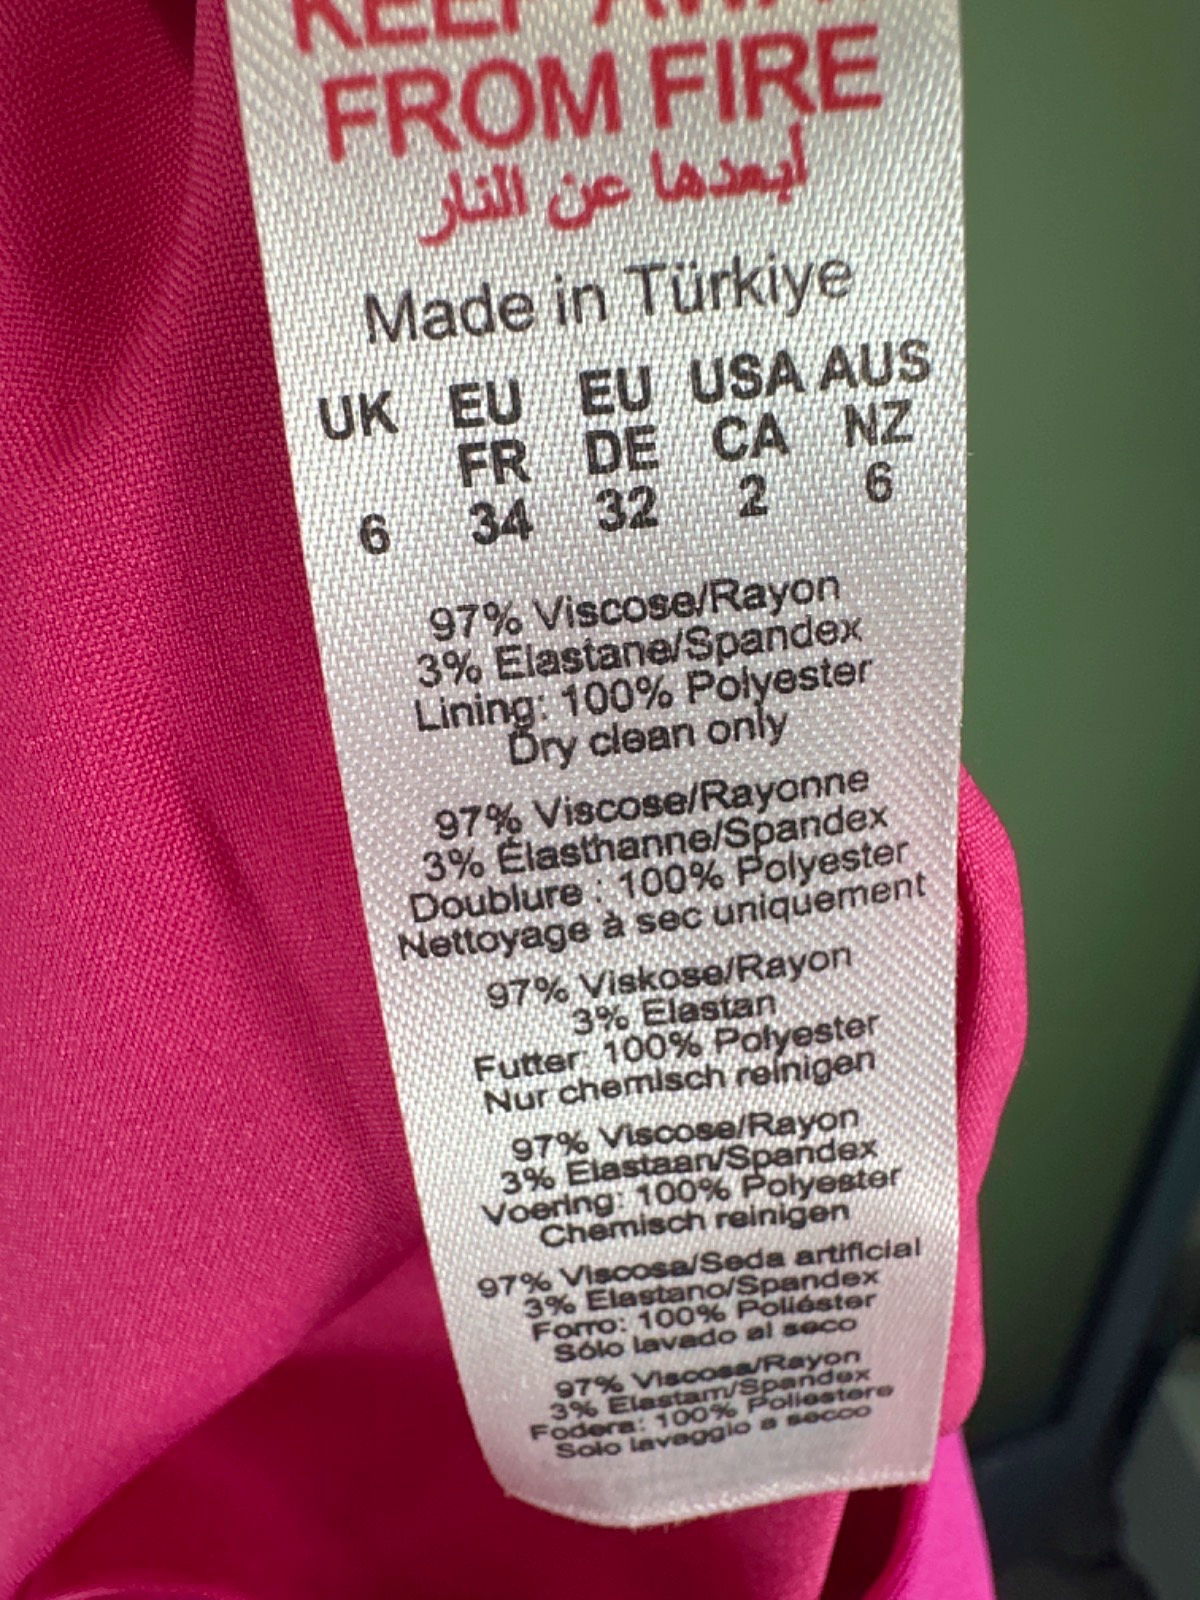 KEEP AWAY
FROM FIRE
أبعدها عن النار
Made in Türkiye
UK EU EU USA AUS
FR DE CA NZ
6 34 32 2 6
97% Viscose/Rayon
3% Elastane/Spandex
Lining: 100% Polyester
Dry clean only
97% Viscose/Rayonne
3% Élasthanne/Spandex
Doublure : 100% Polyester
Nettoyage à sec uniquement
97% Viskose/Rayon
3% Elastan
Futter: 100% Polyester
Nur chemisch reinigen
97% Viscose/Rayon
3% Elastaan/Spandex
Voering: 100% Polyester
Chemisch reinigen
97% Viscosa/Seda artificial
3% Elastano/Spandex
Forro: 100% Poliéster
Sólo lavado al seco
97% Viscosa/Rayon
3% Elastam/Spandex
Fodera: 100% Poliestere
Solo lavaggio a secco